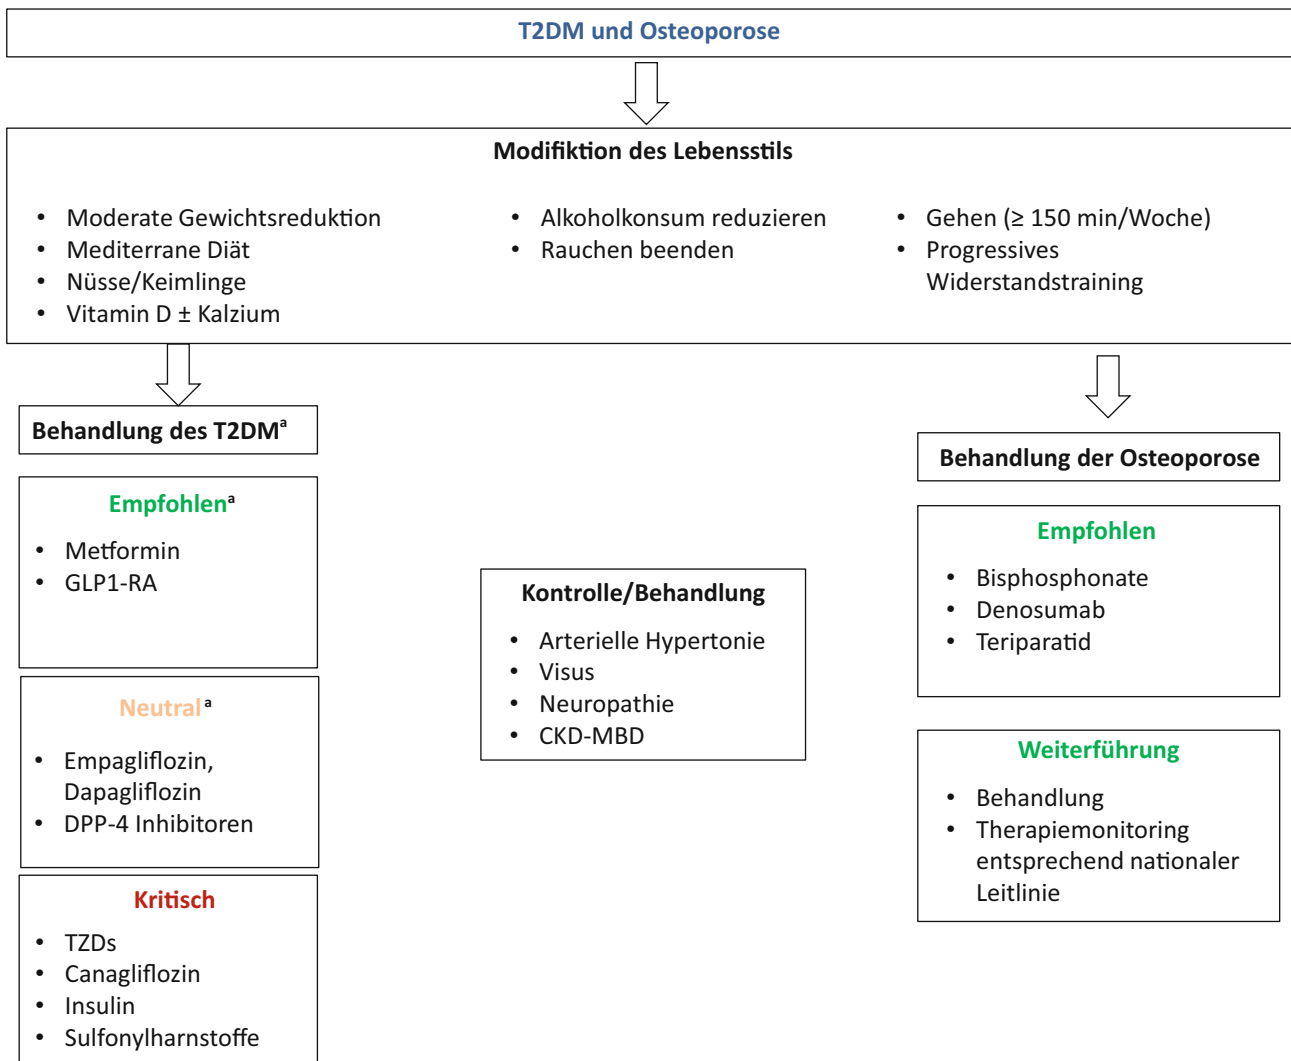 T2DM und Osteoporose
Modifiktion des Lebensstils
• Moderate Gewichtsreduktion
• Mediterrane Diät
• Nüsse/Keimlinge
• Vitamin D ± Kalzium
• Alkoholkonsum reduzieren
• Rauchen beenden
• Gehen (≥ 150 min/Woche)
• Progressives
Widerstandstraining
Behandlung des T2DMᵃ
Empfohlenᵃ
• Metformin
• GLP1-RA
Neutralᵃ
• Empagliflozin,
Dapagliflozin
• DPP-4 Inhibitoren
Kritisch
• TZDs
• Canagliflozin
• Insulin
• Sulfonylharnstoffe
Kontrolle/Behandlung
• Arterielle Hypertonie
• Visus
• Neuropathie
• CKD-MBD
Behandlung der Osteoporose
Empfohlen
• Bisphosphonate
• Denosumab
• Teriparatid
Weiterführung
• Behandlung
• Therapiemonitoring
entsprechend nationaler
Leitlinie